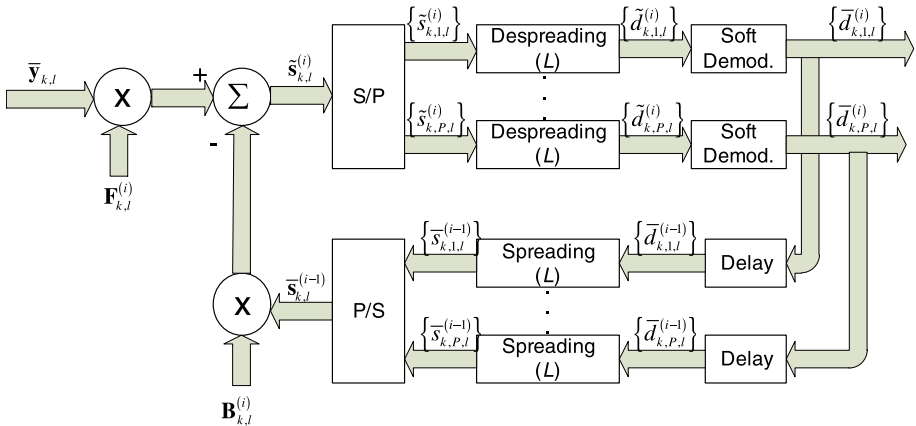 {s̃_{k,1,l}^{(i)}} {d̃_{k,1,l}^{(i)}} {d̅_{k,1,l}^{(i)}}
y̅_{k,l} X + Σ - s̃_{k,l}^{(i)} S/P
Despreading
(L)
Soft
Demod.
{s̃_{k,P,l}^{(i)}} {d̃_{k,P,l}^{(i)}} {d̅_{k,P,l}^{(i)}}
Despreading
(L)
Soft
Demod.
F_{k,l}^{(i)}
{s̅_{k,1,l}^{(i-1)}} {d̅_{k,1,l}^{(i-1)}}
Spreading
(L)
Delay
X s̅_{k,l}^{(i-1)} P/S
{s̅_{k,P,l}^{(i-1)}} {d̅_{k,P,l}^{(i-1)}}
Spreading
(L)
Delay
B_{k,l}^{(i)}